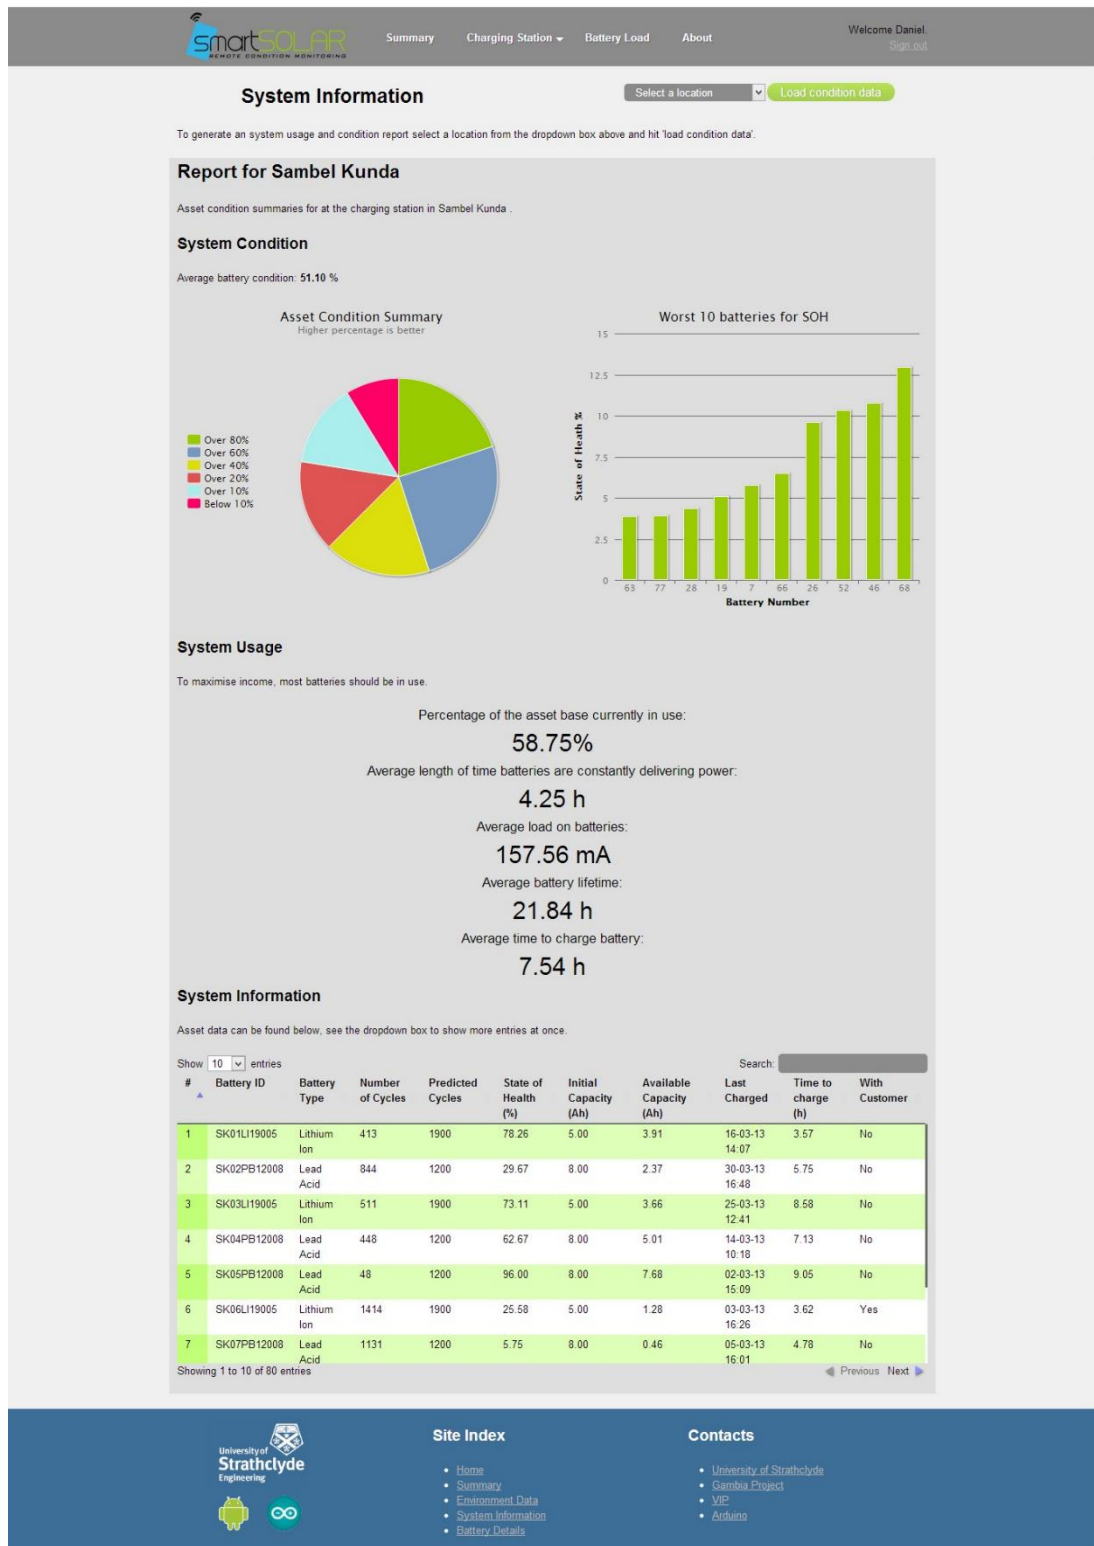 smartSOLAR
REMOTE CONDITION MONITORING
Summary Charging Station Battery Load About
Welcome Daniel.
Sign out
System Information
Select a location Load condition data
To generate an system usage and condition report select a location from the dropdown box above and hit 'load condition data'.
Report for Sambel Kunda
Asset condition summaries for at the charging station in Sambel Kunda .
System Condition
Average battery condition: 51.10 %
Asset Condition Summary
Higher percentage is better
Over 80%
Over 60%
Over 40%
Over 20%
Over 10%
Below 10%
Worst 10 batteries for SOH
15
12.5
10
7.5
5
2.5
0
State of Heath %
63 77 28 19 7 66 26 52 46 68
Battery Number
System Usage
To maximise income, most batteries should be in use.
Percentage of the asset base currently in use:
58.75%
Average length of time batteries are constantly delivering power:
4.25 h
Average load on batteries:
157.56 mA
Average battery lifetime:
21.84 h
Average time to charge battery:
7.54 h
System Information
Asset data can be found below, see the dropdown box to show more entries at once.
Show 10 entries Search:
# Battery ID Battery Number Predicted State of Initial Available Last Time to With
Type of Cycles Cycles Health Capacity Capacity Charged charge Customer
(%) (Ah) (Ah) (h)
1 SK01LI19005 Lithium 413 1900 78.26 5.00 3.91 16-03-13 3.57 No
Ion 14:07
2 SK02PB12008 Lead 844 1200 29.67 8.00 2.37 30-03-13 5.75 No
Acid 16:48
3 SK03LI19005 Lithium 511 1900 73.11 5.00 3.66 25-03-13 8.58 No
Ion 12:41
4 SK04PB12008 Lead 448 1200 62.67 8.00 5.01 14-03-13 7.13 No
Acid 10:18
5 SK05PB12008 Lead 48 1200 96.00 8.00 7.68 02-03-13 9.05 No
Acid 15:09
6 SK06LI19005 Lithium 1414 1900 25.58 5.00 1.28 03-03-13 3.62 Yes
Ion 16:26
7 SK07PB12008 Lead 1131 1200 5.75 8.00 0.46 05-03-13 4.78 No
Acid 16:01
Showing 1 to 10 of 80 entries Previous Next
University of
Strathclyde
Engineering
Site Index
Home
Summary
Environment Data
System Information
Battery Details
Contacts
University of Strathclyde
Gambia Project
VIP
Arduino